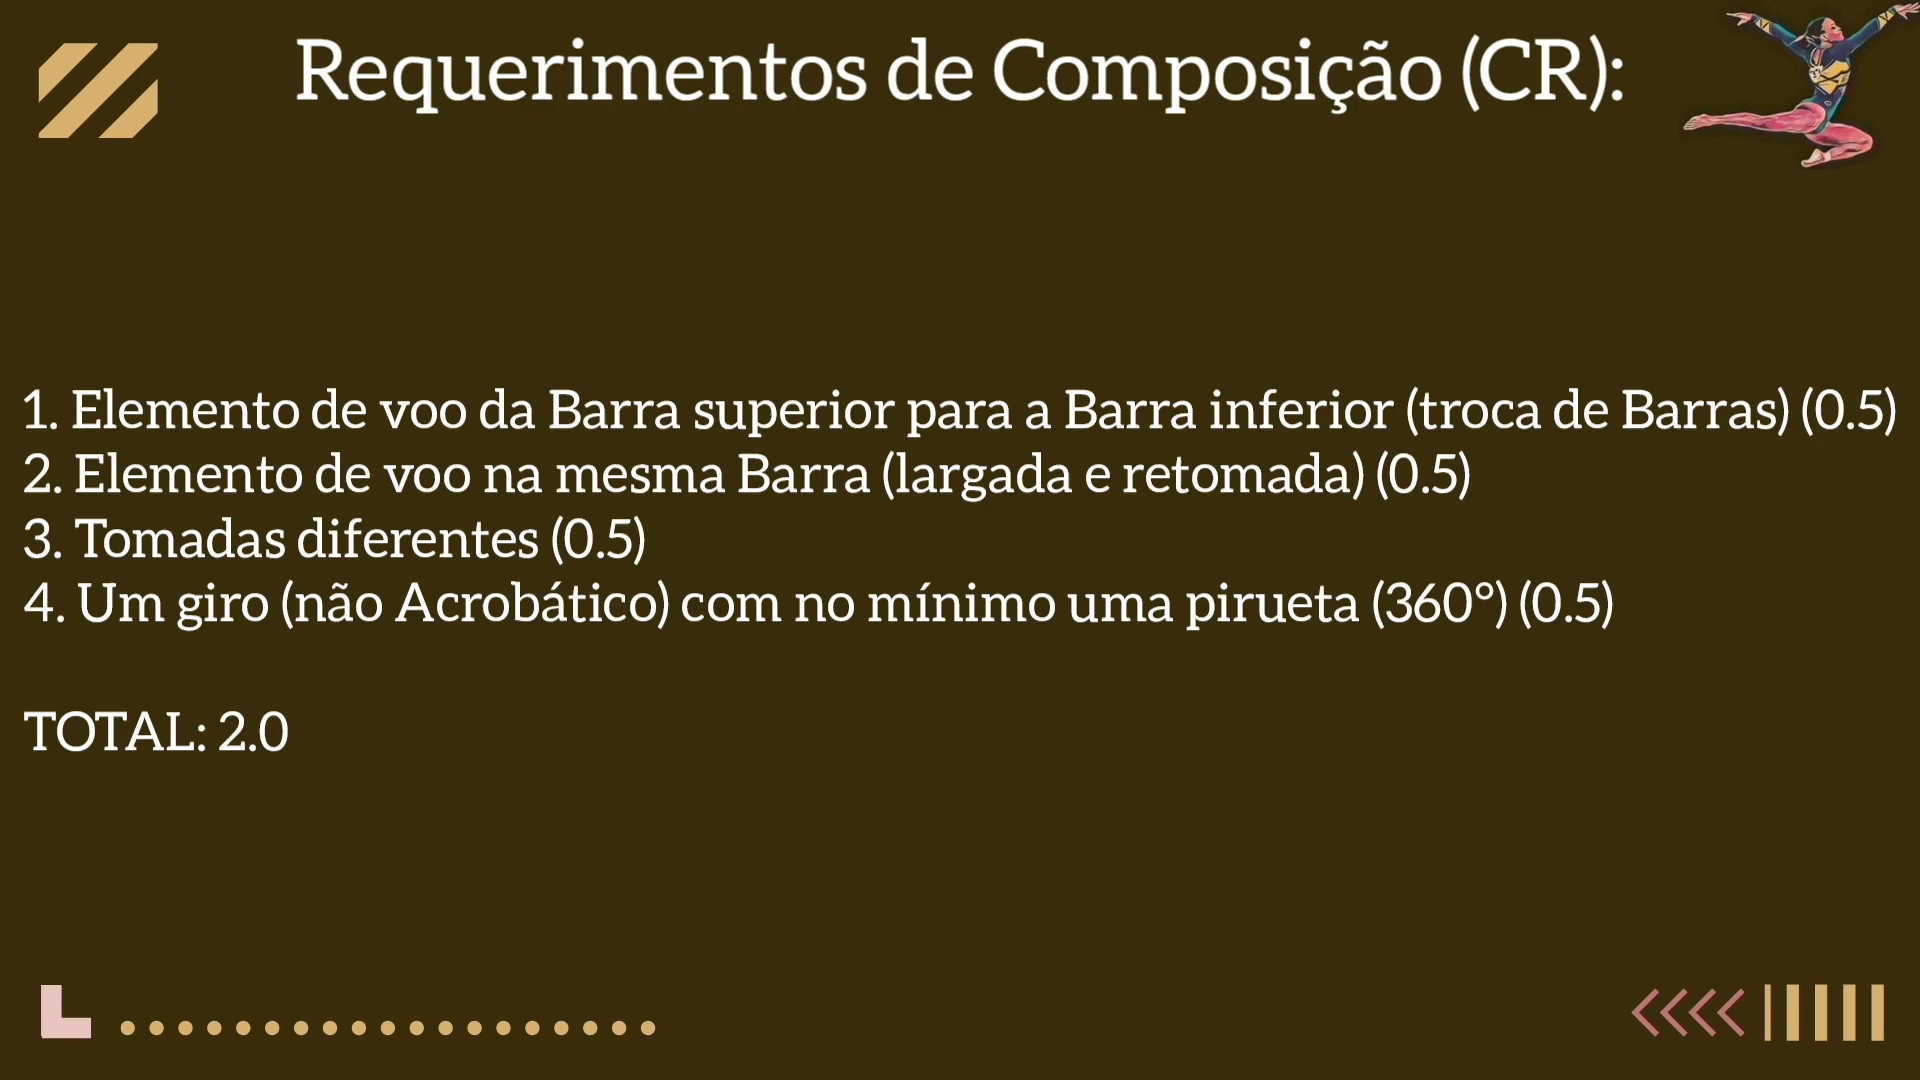 Requerimentos de Composição (CR):
1. Elemento de voo da Barra superior para a Barra inferior (troca de Barras) (0.5)
2. Elemento de voo na mesma Barra (largada e retomada) (0.5)
3. Tomadas diferentes (0.5)
4. Um giro (não Acrobático) com no mínimo uma pirueta (360°) (0.5)
TOTAL: 2.0